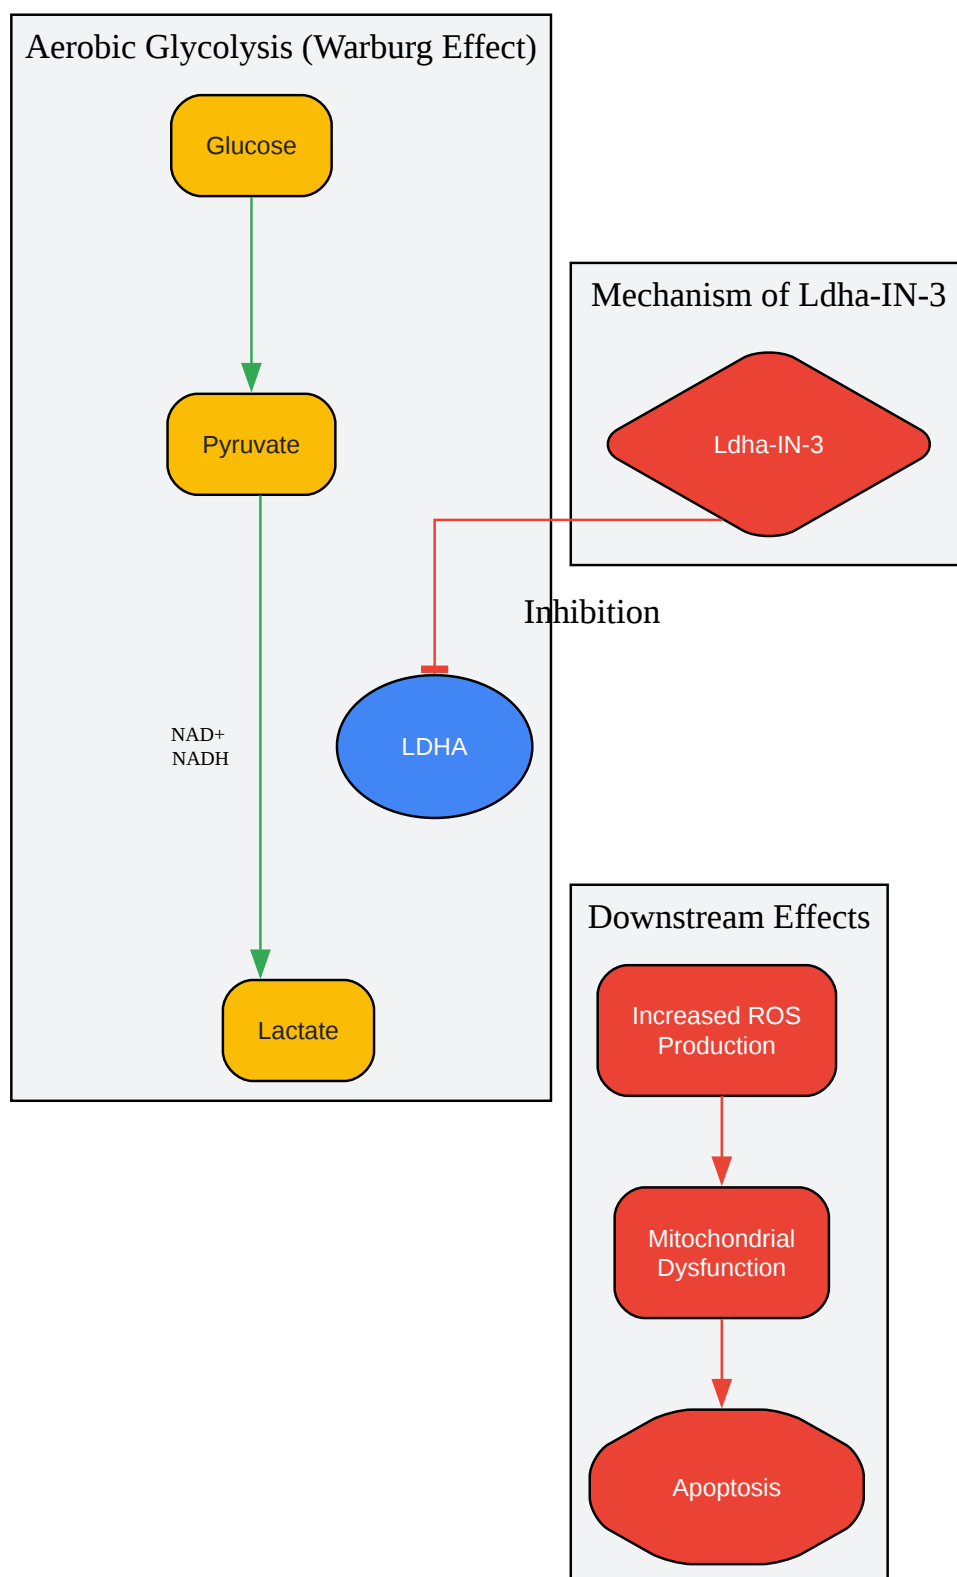 Aerobic Glycolysis (Warburg Effect)
Glucose
Pyruvate
NAD+
NADH
LDHA
Lactate
Mechanism of Ldha-IN-3
Ldha-IN-3
Inhibition
Downstream Effects
Increased ROS
Production
Mitochondrial
Dysfunction
Apoptosis